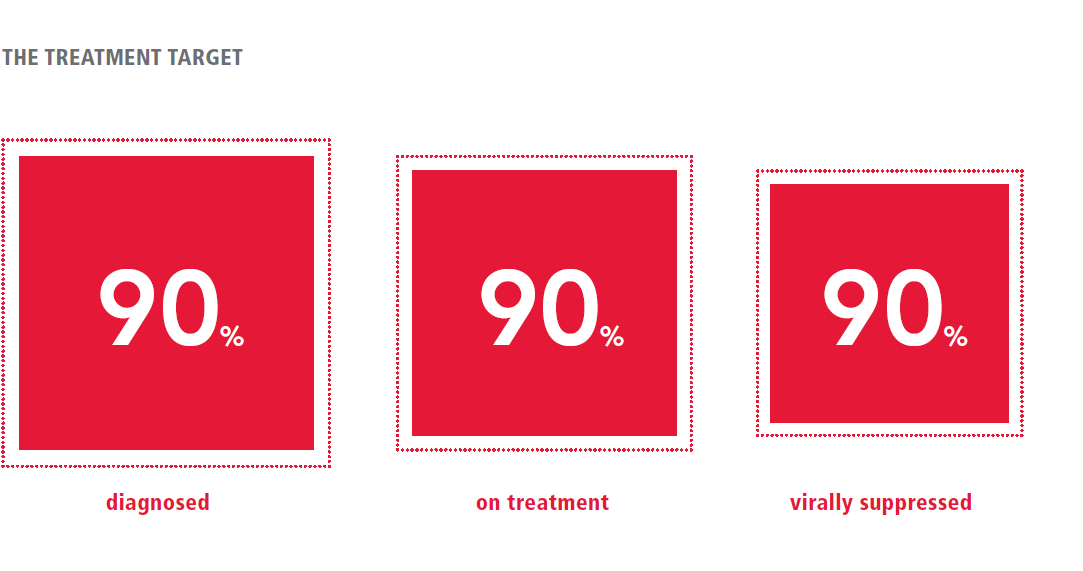 THE TREATMENT TARGET
90% 90% 90%
diagnosed on treatment virally suppressed